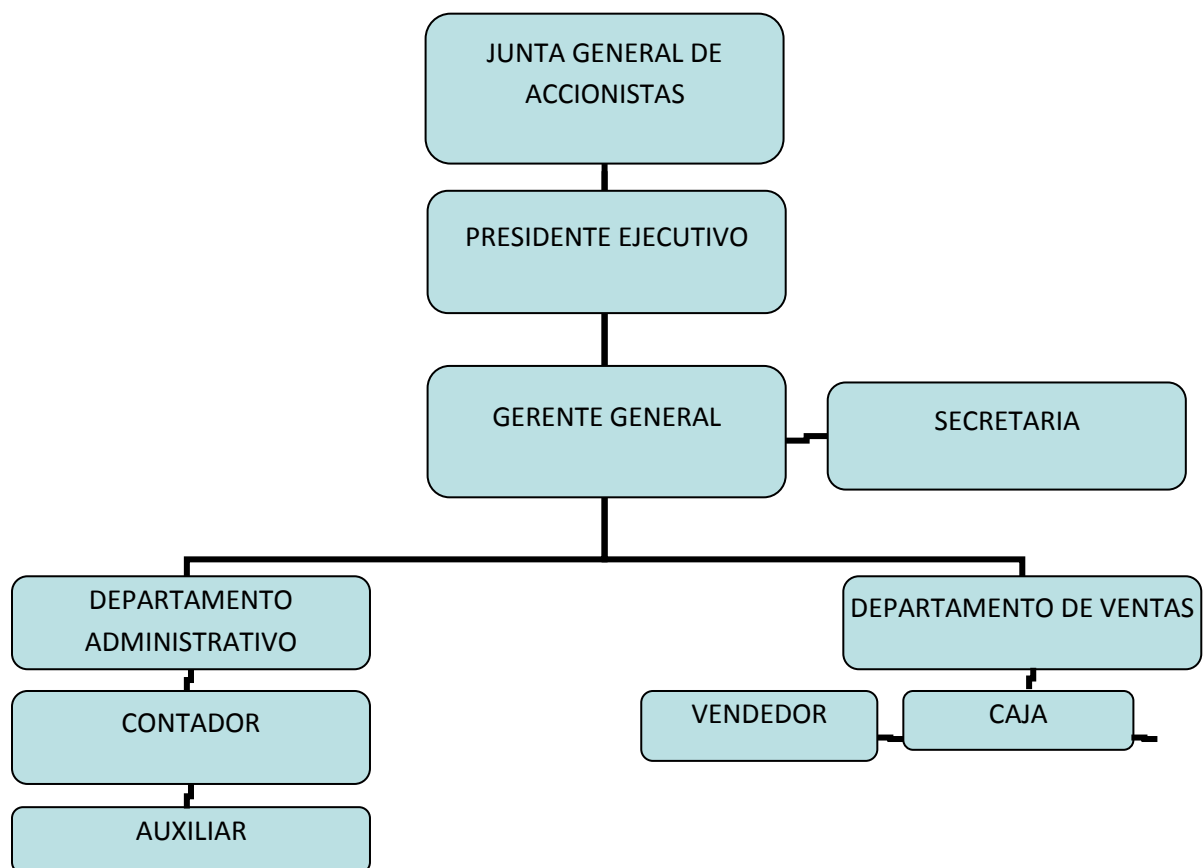 JUNTA GENERAL DE
ACCIONISTAS
PRESIDENTE EJECUTIVO
GERENTE GENERAL
SECRETARIA
DEPARTAMENTO
ADMINISTRATIVO
DEPARTAMENTO DE VENTAS
CONTADOR
VENDEDOR
CAJA
AUXILIAR